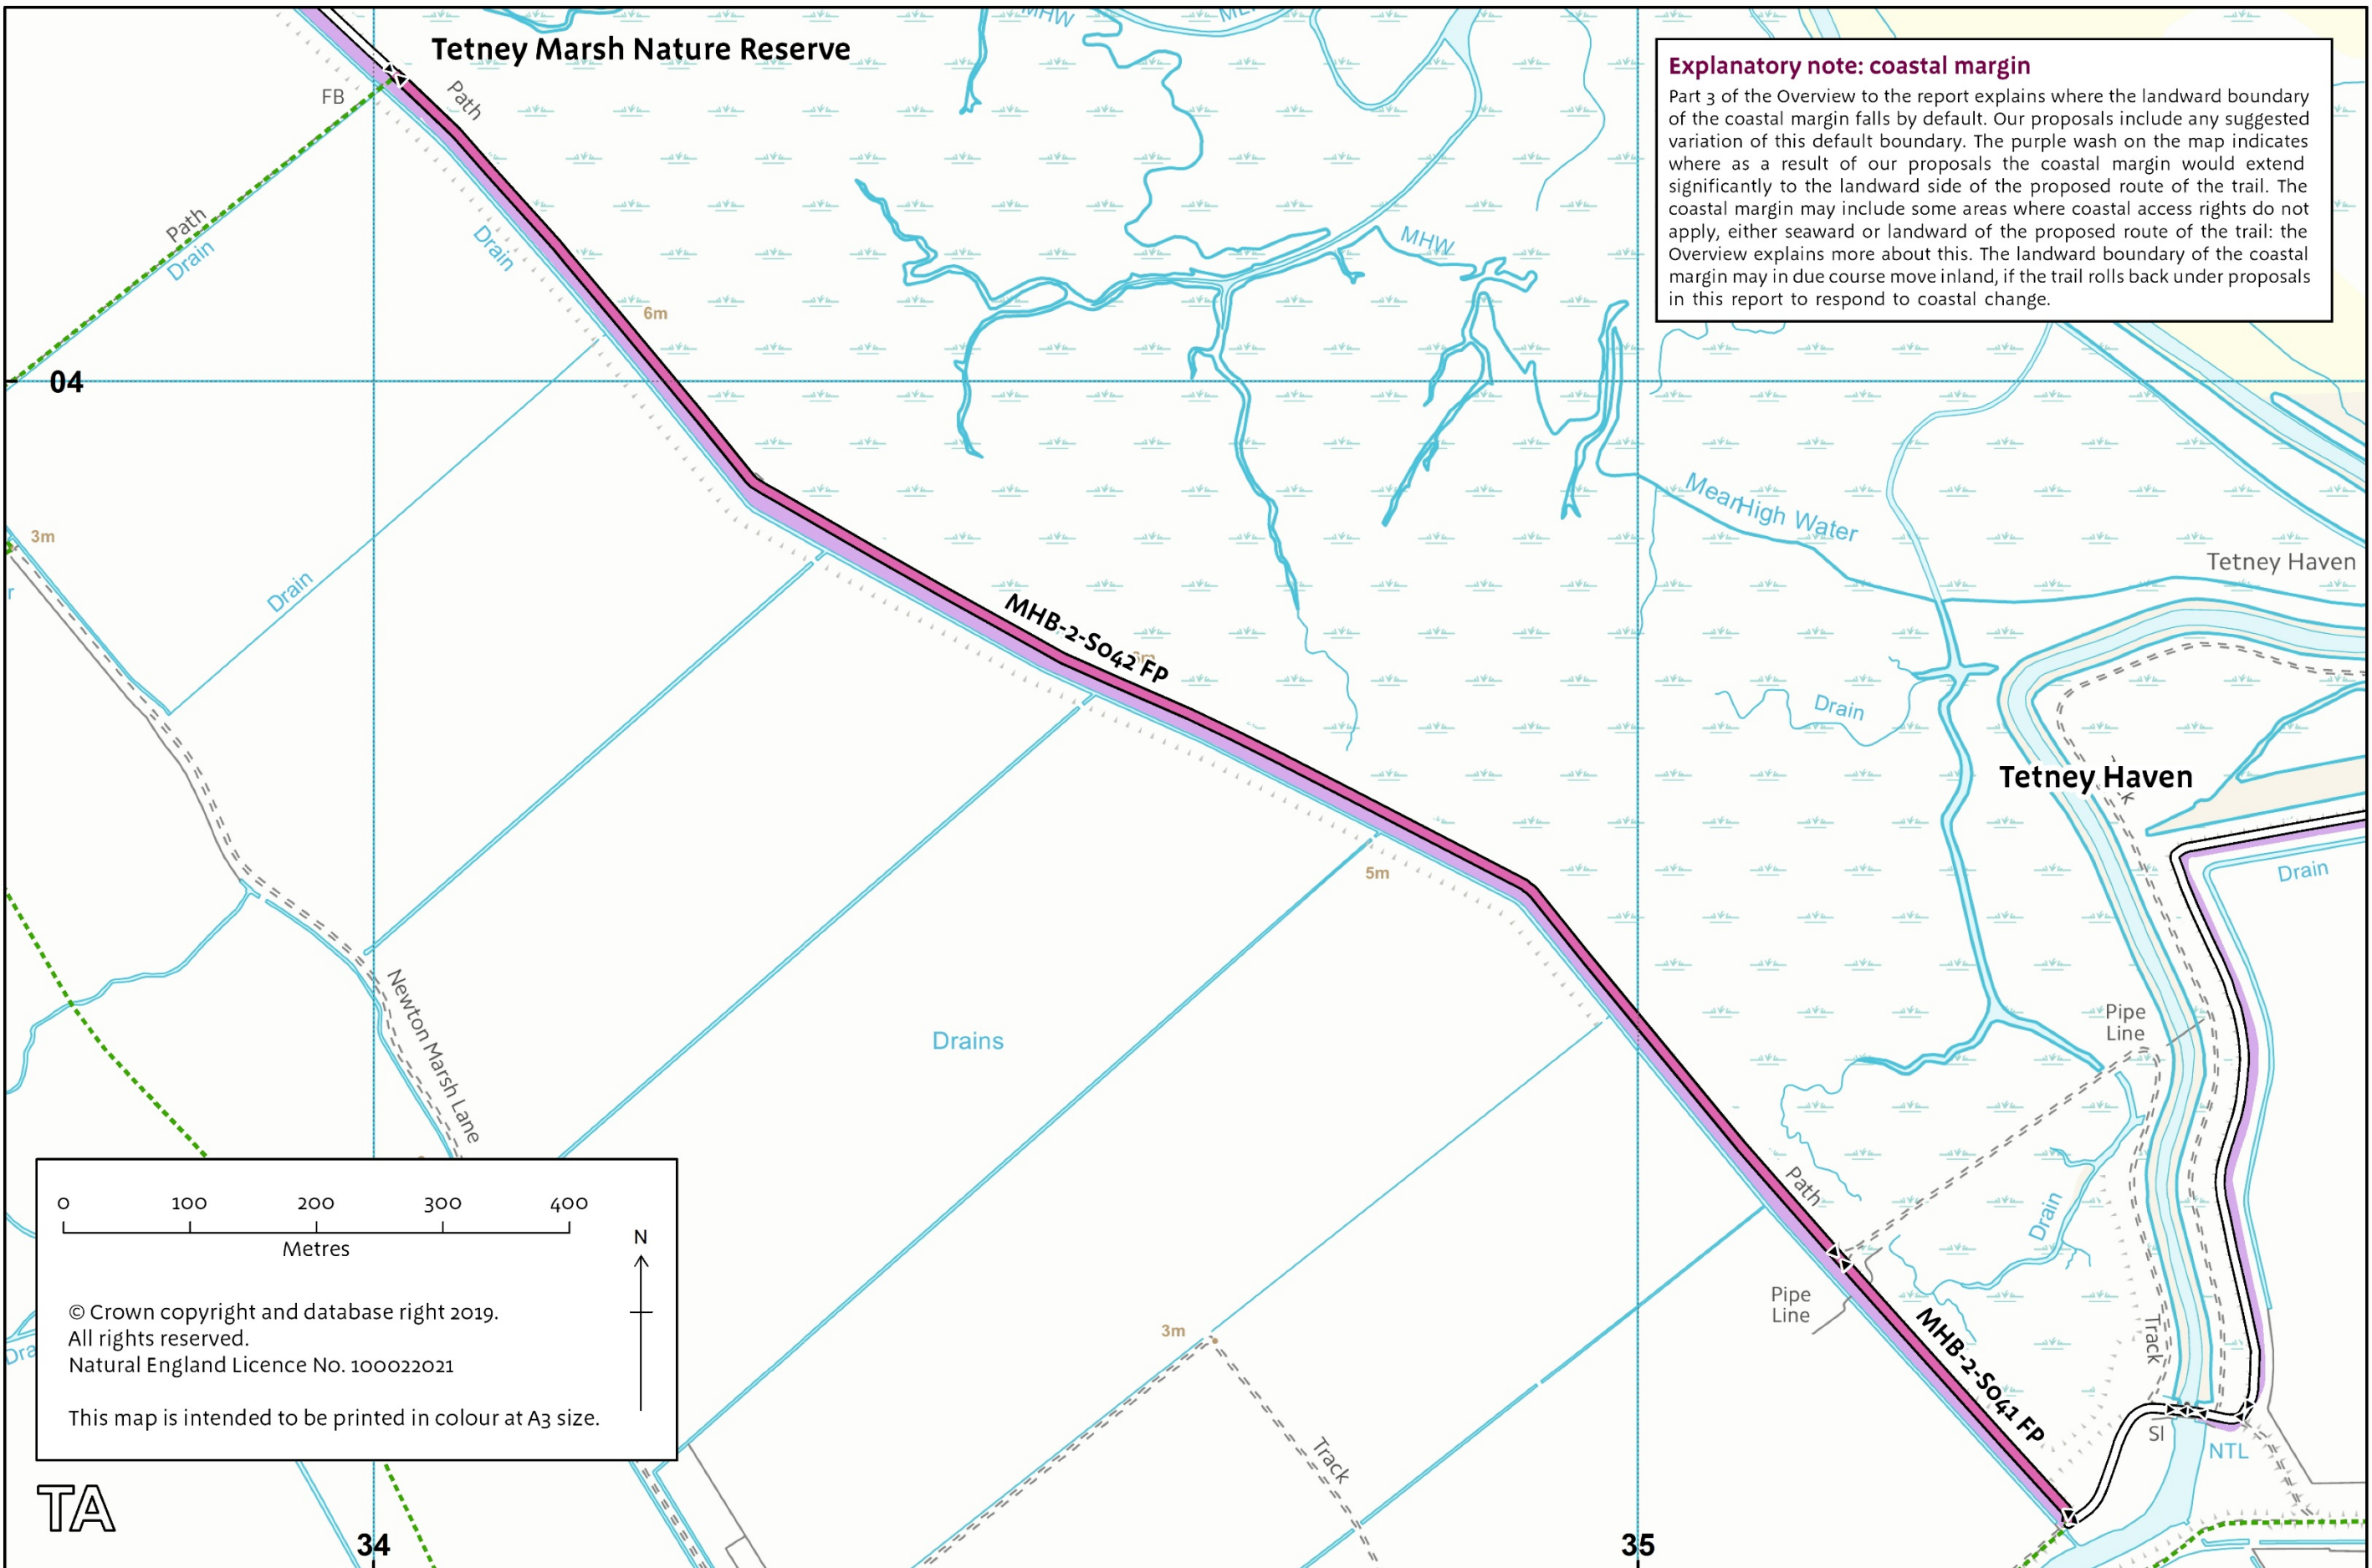 MHW
Tetney Marsh Nature Reserve
Explanatory note: coastal margin
Part 3 of the Overview to the report explains where the landward boundary
of the coastal margin falls by default. Our proposals include any suggested
variation of this default boundary. The purple wash on the map indicates
where as a result of our proposals the coastal margin would extend
significantly to the landward side of the proposed route of the trail. The
coastal margin may include some areas where coastal access rights do not
apply, either seaward or landward of the proposed route of the trail: the
Overview explains more about this. The landward boundary of the coastal
margin may in due course move inland, if the trail rolls back under proposals
in this report to respond to coastal change.
FB
Path
Path
Drain
Drain
MHW
6m
04
Mean High Water
3m
Tetney Haven
Drain
MHB-2-S042 FP
Drain
Tetney Haven
5m
Drain
Newton Marsh Lane
Drains
Pipe
Line
Path
Drain
0 100 200 300 400
Metres
N
Pipe
Line
© Crown copyright and database right 2019.
All rights reserved.
Natural England Licence No. 100022021
This map is intended to be printed in colour at A3 size.
3m
Track
MHB-2-S041 FP
Track
Sl
NTL
TA
34
35